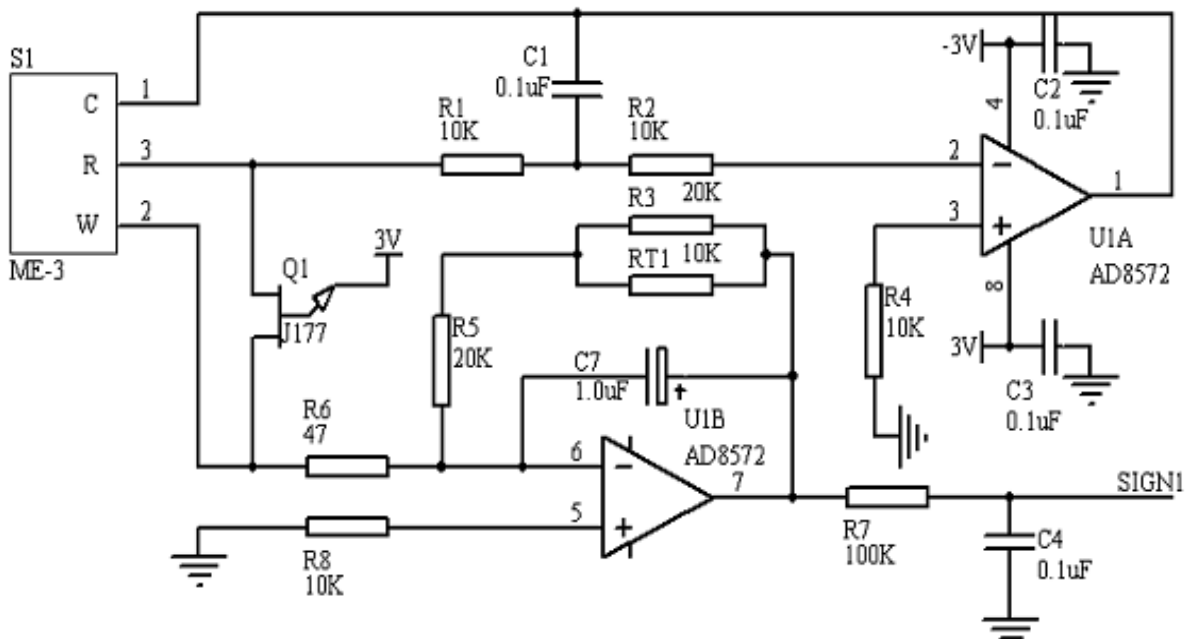 S1
C
1
R
3
W
2
ME-3
C1
0.1uF
R1
10K
R2
10K
-3V
4
C2
0.1uF
2
3
1
U1A
AD8572
8
3V
C3
0.1uF
R4
10K
20K
R3
10K
RT1
Q1
3V
J177
R5
20K
C7
1.0uF
+
U1B
AD8572
R6
47
6
5
7
R8
10K
R7
100K
SIGN1
C4
0.1uF